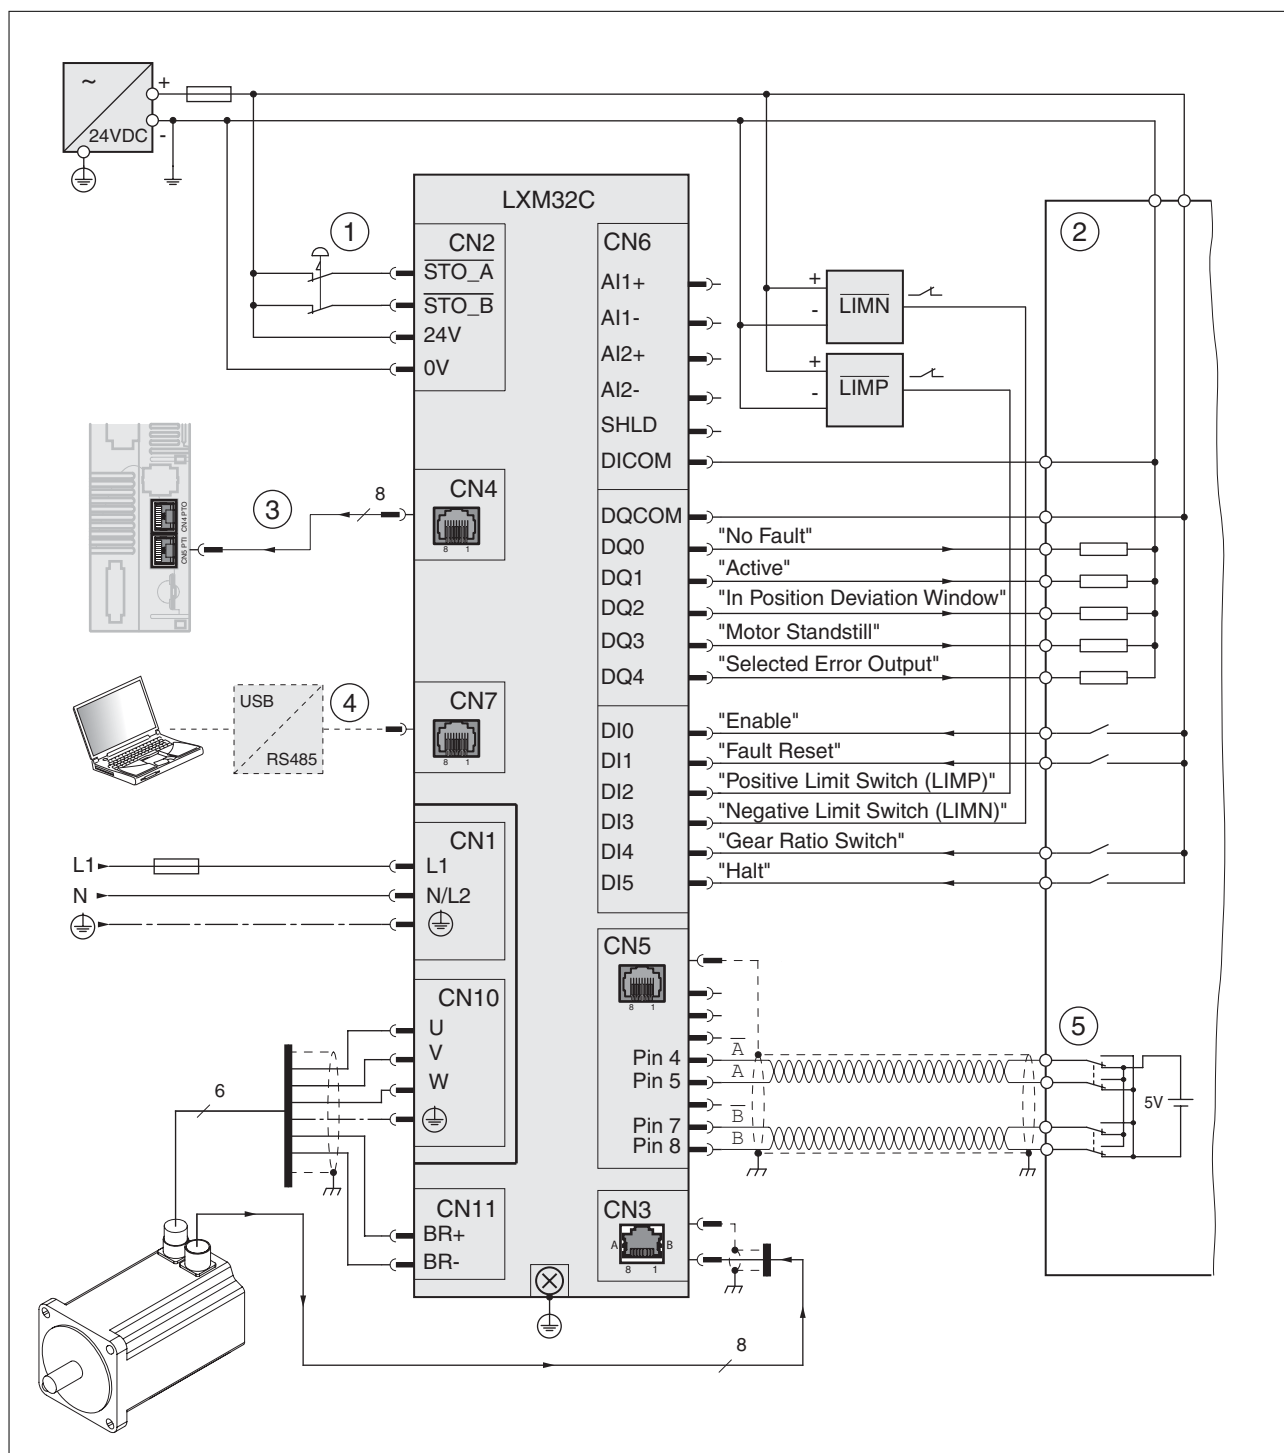 ~
24VDC
+
-
LXM32C
1
CN2
STO_A
STO_B
24V
0V
CN6
AI1+
AI1-
AI2+
AI2-
SHLD
DICOM
+
-
LIMN
+
-
LIMP
2
CN4 PTO
CN5 PTI
3
8
CN4
8 1
DQCOM
DQ0
"No Fault"
DQ1
"Active"
DQ2
"In Position Deviation Window"
DQ3
"Motor Standstill"
DQ4
"Selected Error Output"
USB
RS485
4
CN7
8 1
DI0
"Enable"
DI1
"Fault Reset"
DI2
"Positive Limit Switch (LIMP)"
DI3
"Negative Limit Switch (LIMN)"
DI4
"Gear Ratio Switch"
DI5
"Halt"
L1
N
CN1
L1
N/L2
CN10
U
V
W
6
CN5
8 1
Pin 4
A
Pin 5
A
Pin 7
B
Pin 8
B
5
5V
CN11
BR+
BR-
CN3
A B
8 1
8